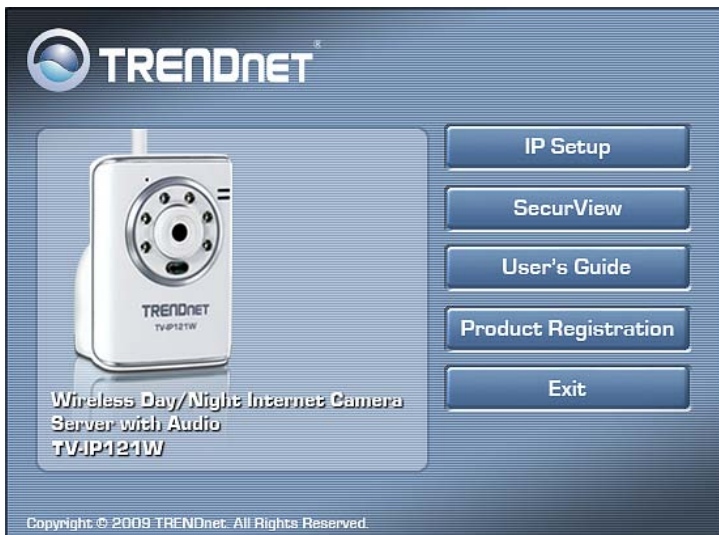 TRENDNET®
IP Setup
SecurView
User's Guide
Product Registration
Exit
TRENDNET
TV-IP121W
Wireless Day/Night Internet Camera
Server with Audio
TV-IP121W
Copyright © 2009 TRENDnet. All Rights Reserved.